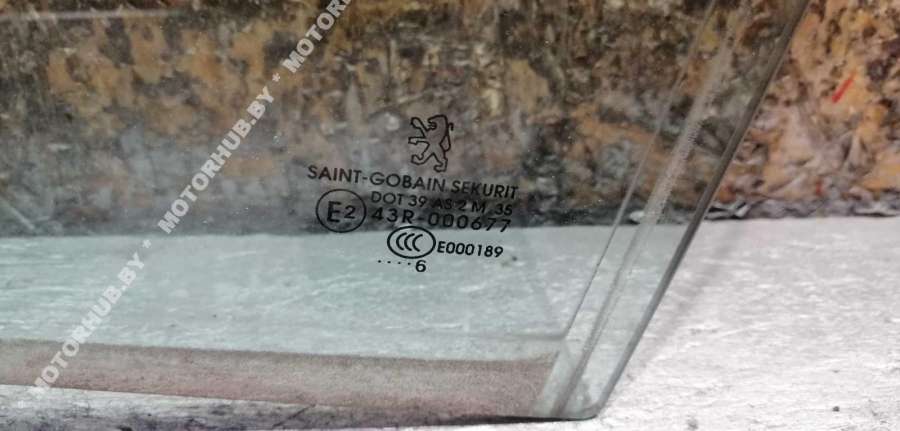 MOTORHUB.BY * MOTORHUB.BY * MOTORHUB.BY *
SAINT-GOBAIN SEKURIT
DOT 39 AS 2 M 35
E2 43R-000677
CCC E000189
....6